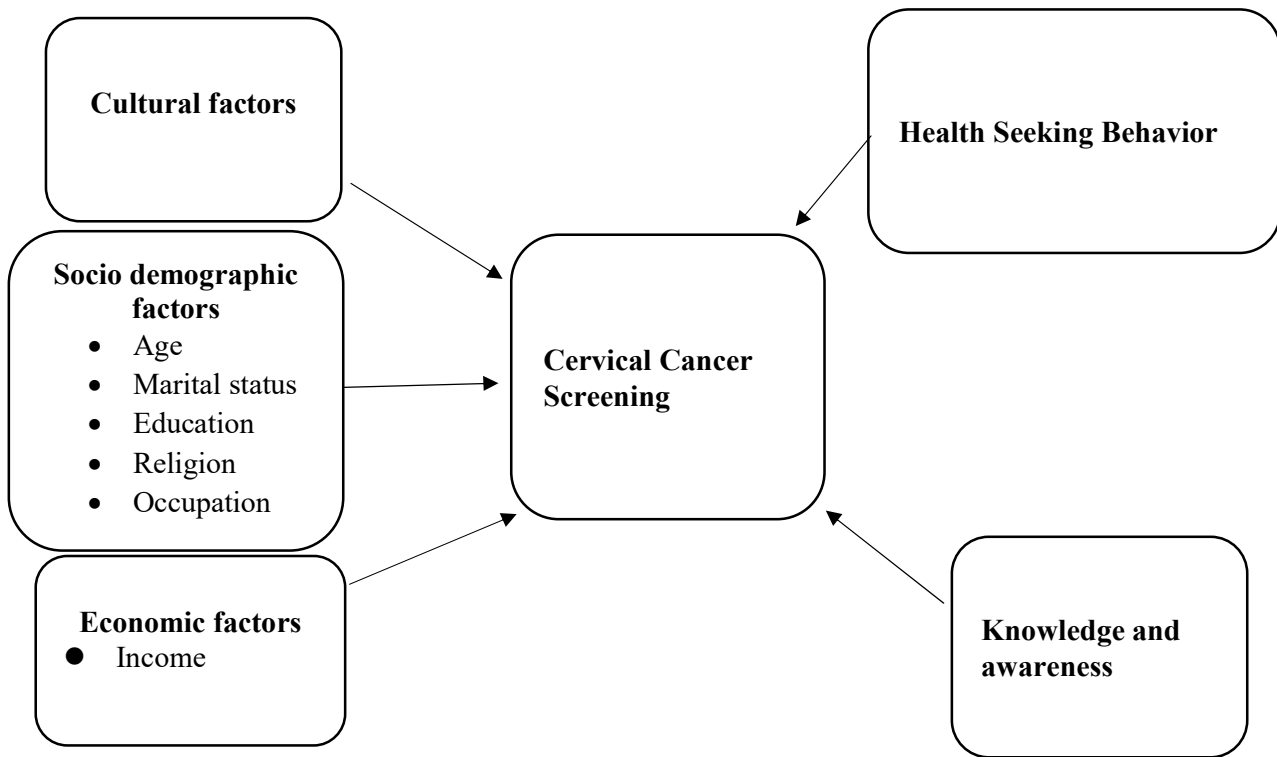 Cultural factors
Socio demographic
factors
• Age
• Marital status
• Education
• Religion
• Occupation
Economic factors
• Income
Cervical Cancer
Screening
Health Seeking Behavior
Knowledge and
awareness